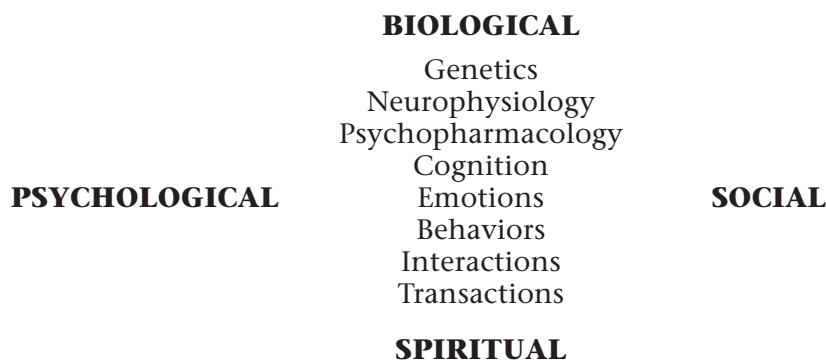 BIOLOGICAL
Genetics
Neurophysiology
Psychopharmacology
Cognition
PSYCHOLOGICAL Emotions SOCIAL
Behaviors
Interactions
Transactions
SPIRITUAL